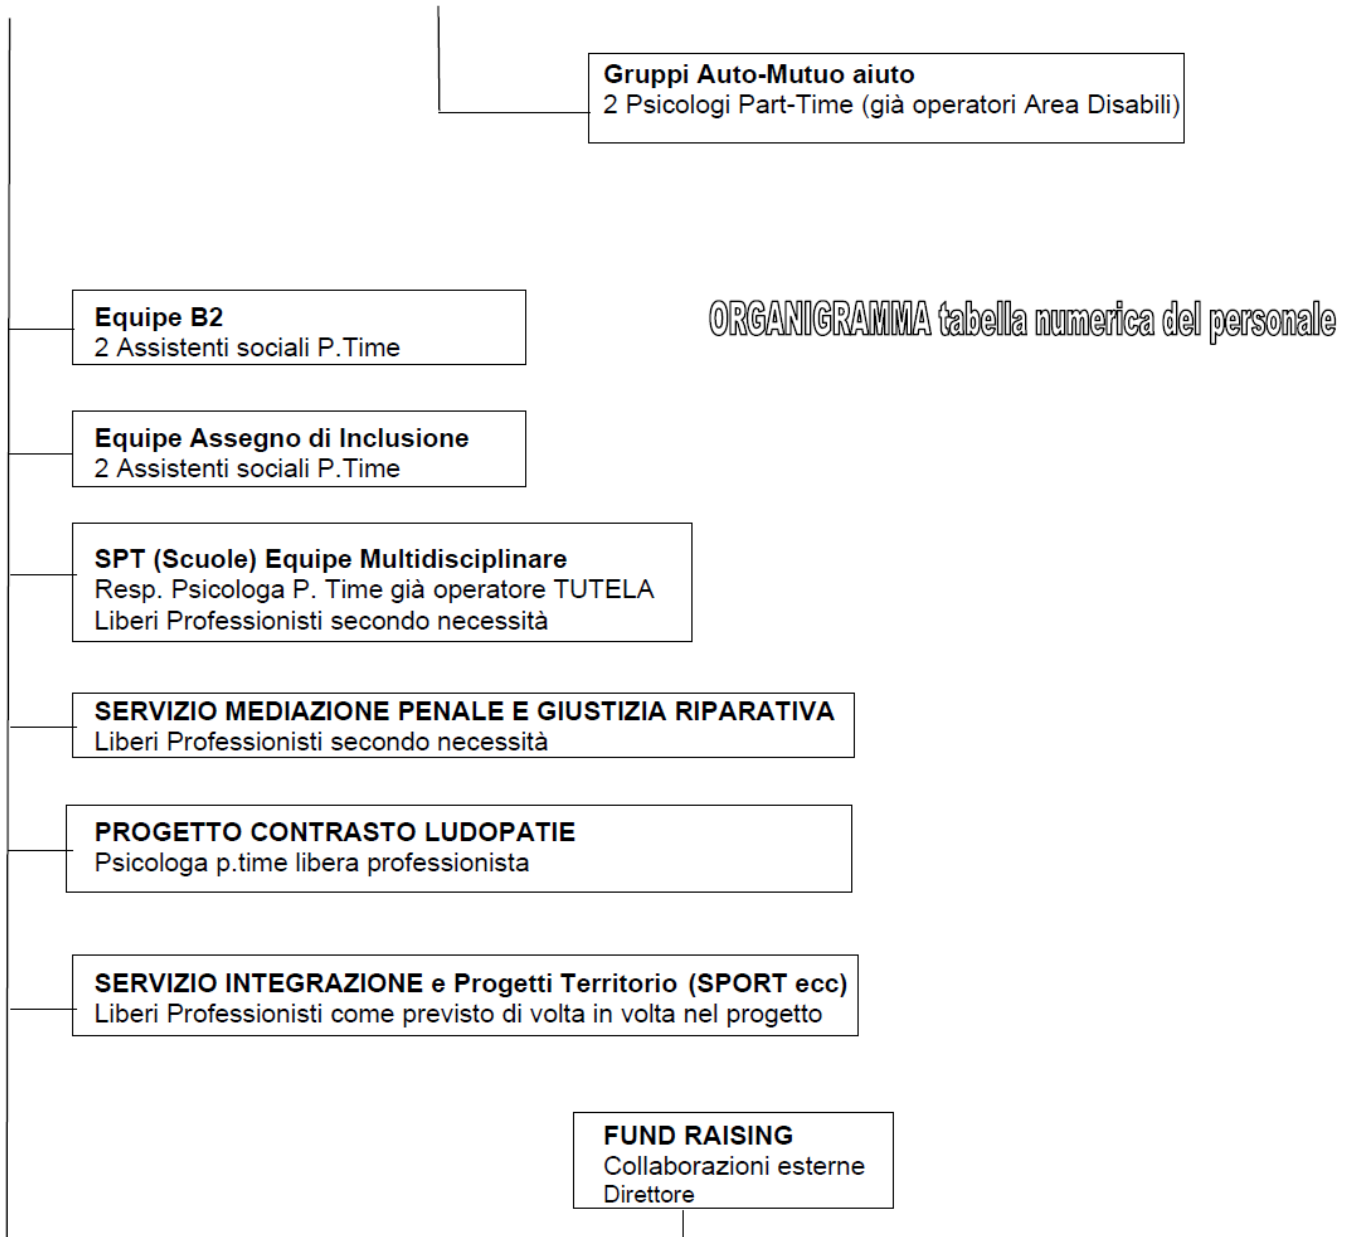 Gruppi Auto-Mutuo aiuto
2 Psicologi Part-Time (già operatori Area Disabili)
Equipe B2
2 Assistenti sociali P.Time
ORGANIGRAMMA tabella numerica del personale
Equipe Assegno di Inclusione
2 Assistenti sociali P.Time
SPT (Scuole) Equipe Multidisciplinare
Resp. Psicologa P. Time già operatore TUTELA
Liberi Professionisti secondo necessità
SERVIZIO MEDIAZIONE PENALE E GIUSTIZIA RIPARATIVA
Liberi Professionisti secondo necessità
PROGETTO CONTRASTO LUDOPATIE
Psicologa p.time libera professionista
SERVIZIO INTEGRAZIONE e Progetti Territorio (SPORT ecc)
Liberi Professionisti come previsto di volta in volta nel progetto
FUND RAISING
Collaborazioni esterne
Direttore